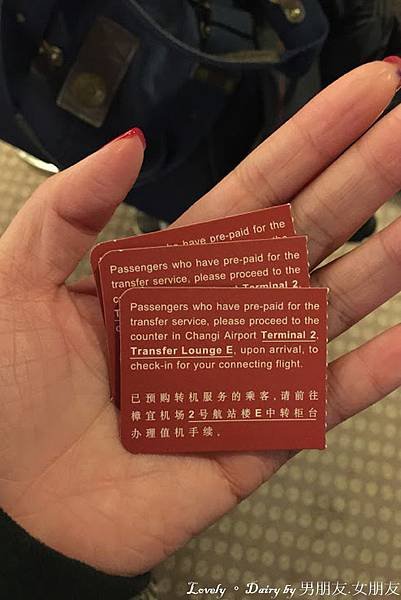 have pre-paid for the
the
Passengers who have pre-paid for the
transfer service, please proceed to the
Terminal 2,
Passengers who have pre-paid for the
transfer service, please proceed to the
counter in Changi Airport Terminal 2,
Transfer Lounge E, upon arrival, to
check-in for your connecting flight.
已预购转机服务的乘客,请前往
樟宜机场2号航站楼E中转柜台
办理值机手续。
Lovely 。Dairy by 男朋友.女朋友